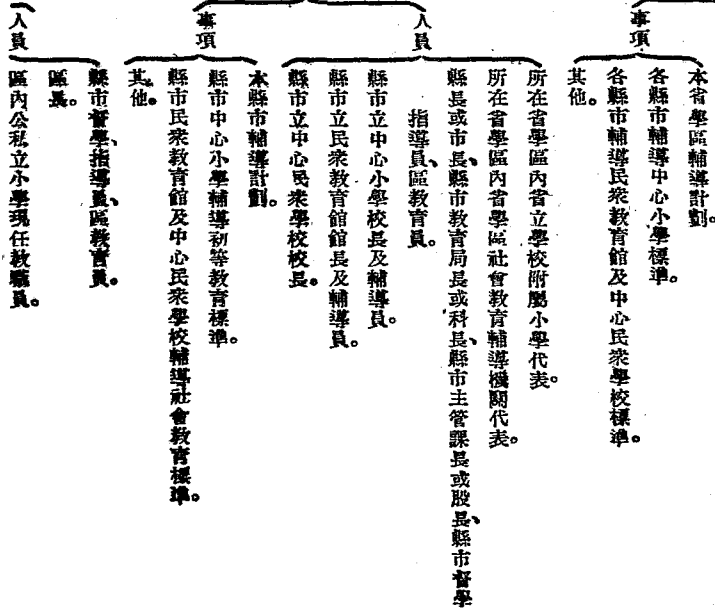 事項
本省學區輔導計劃。
各縣市輔導中心小學標準。
各縣市輔導民衆教育館及中心民衆學校標準。
其他。
人員
所在省學區內省立學校附屬小學代表。
所在省學區內省學區社會教育輔導機關代表。
縣長或市長、縣市教育局長或科長、縣市主管課長或股長、縣市督學
指導員、區教育員。
縣市立中心小學校長及輔導員。
縣市立民衆教育館館長及輔導員。
縣市立中心民衆學校校長。
事項
本縣市輔導計劃。
縣市中心小學輔導初等教育標準。
縣市民衆教育館及中心民衆學校輔導社會教育標準。
其他。
人員
縣市督學、指導員、區教育員。
區長。
區內公私立小學現任教職員。